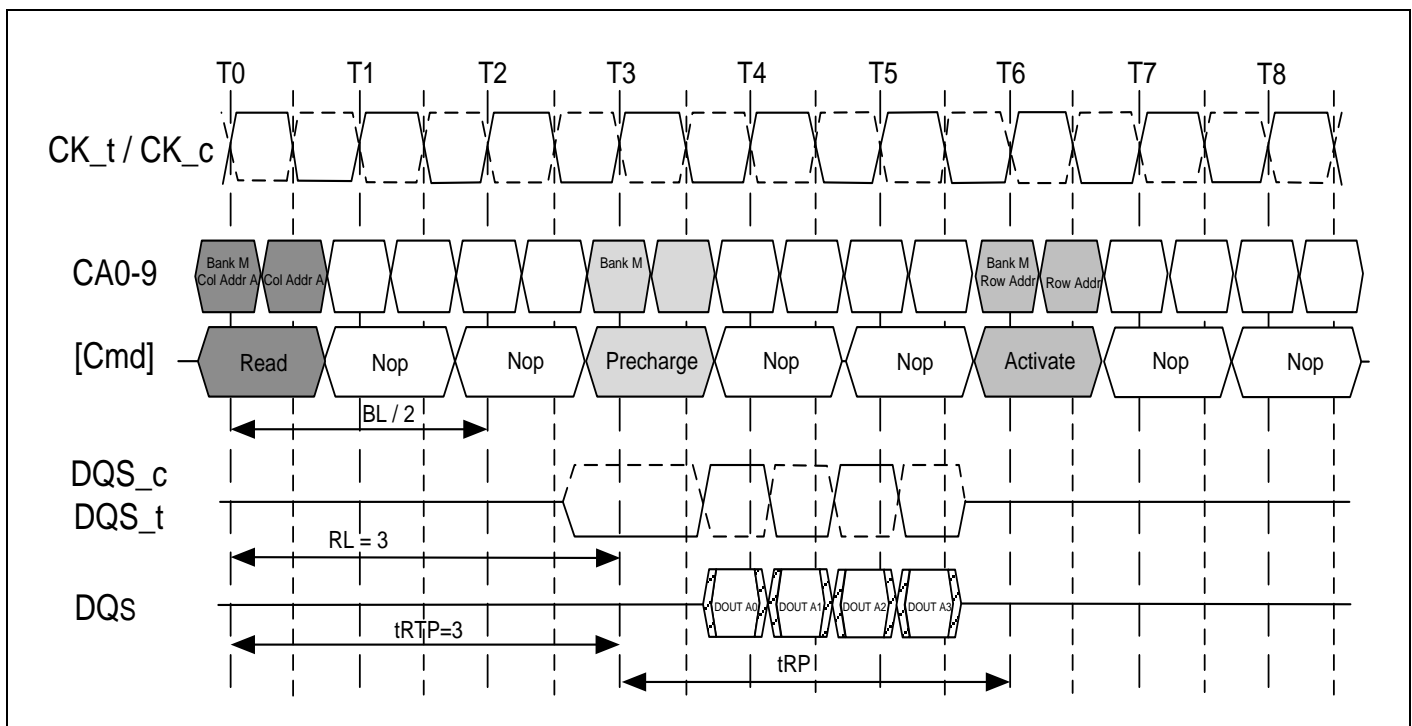 T0 T1 T2 T3 T4 T5 T6 T7 T8
CK_t / CK_c
CA0-9
Bank M
Col Addr A
Col Addr A
Bank M
Bank M
Row Addr
Row Addr
[Cmd]
Read Nop Nop Precharge Nop Nop Activate Nop Nop
BL / 2
DQS_c
DQS_t
RL = 3
DQs
DOUT A0 DOUT A1 DOUT A2 DOUT A3
tRTP=3
tRP